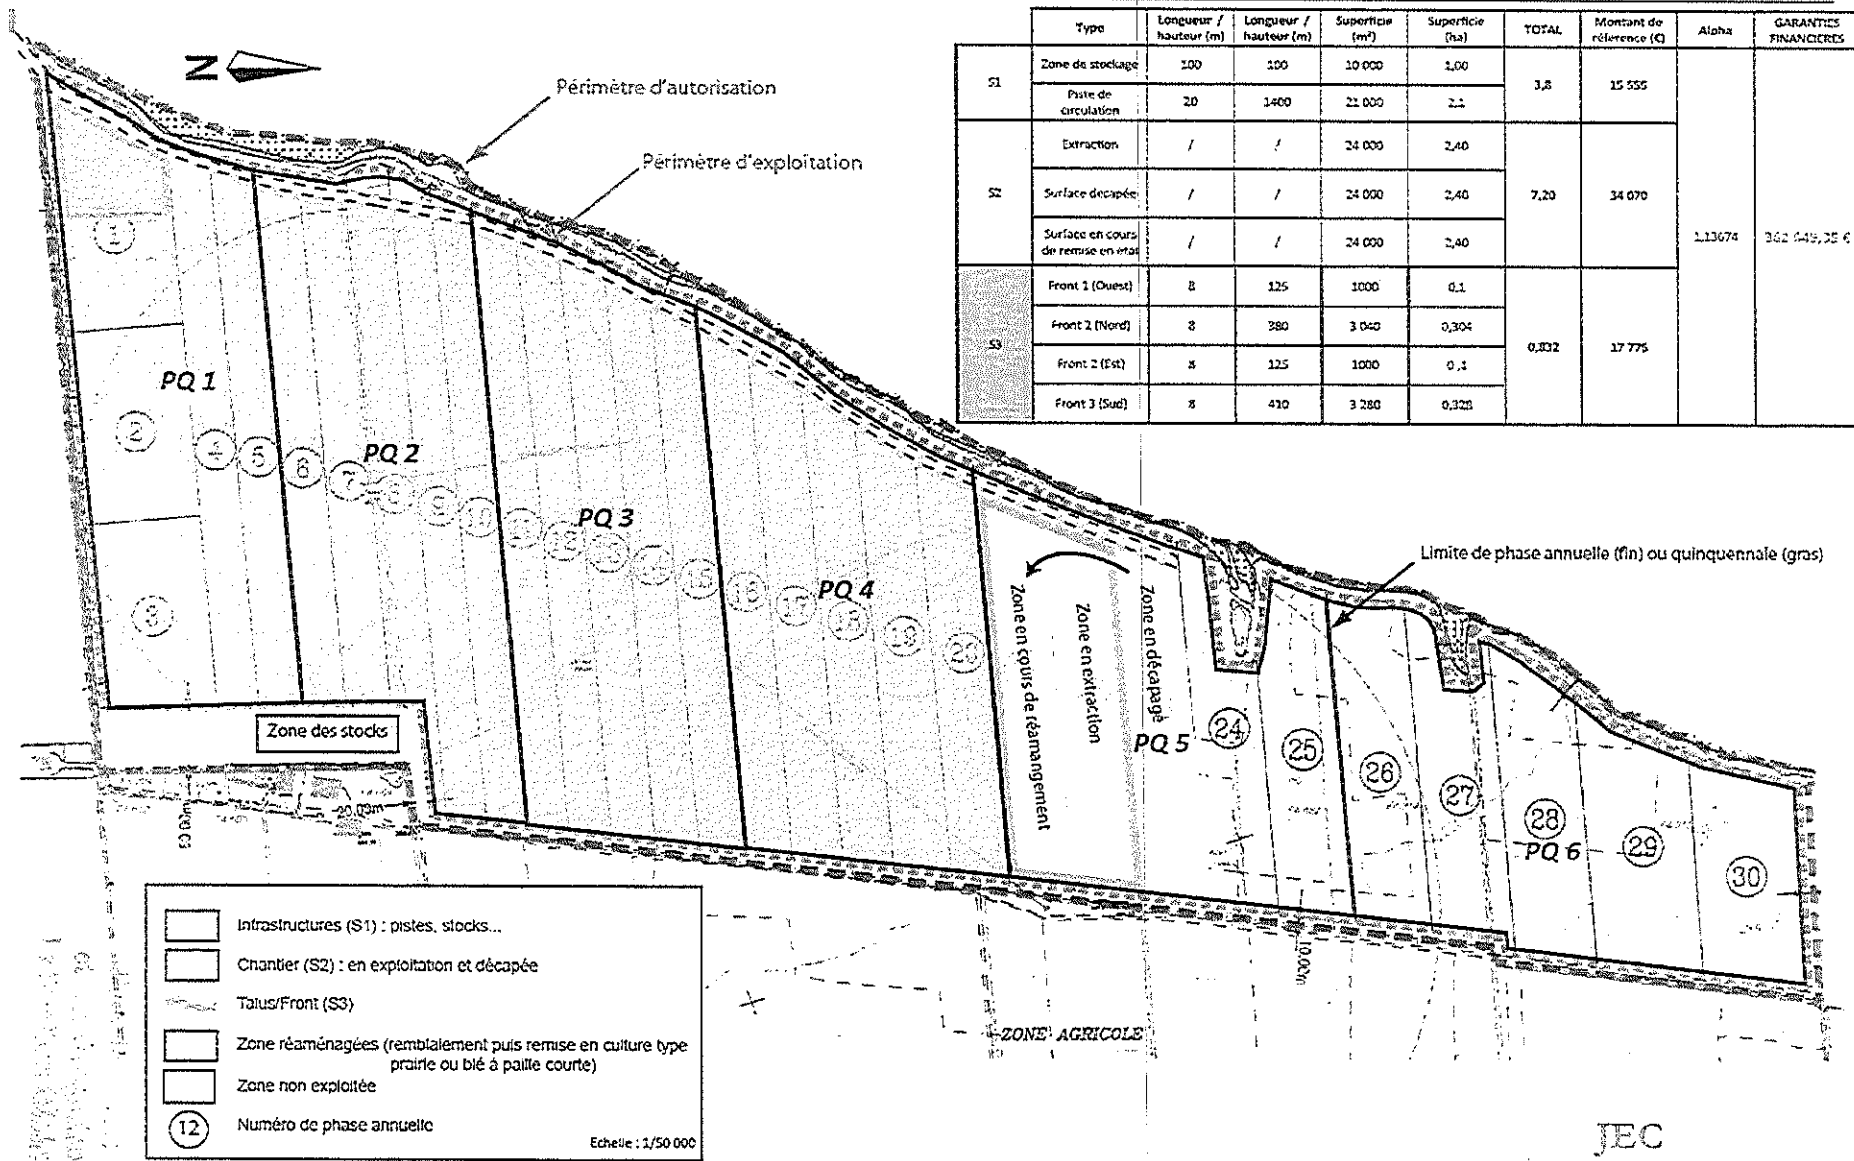 Type Longueur / hauteur (m) Longueur / hauteur (m) Superficie (m²) Superficie (ha) TOTAL Montant de réference (€) Alpha GARANTIES FINANCIERES
S1 Zone de stockage 100 100 10 000 1,00 3,8 15 555 1,13674
Piste de circulation 20 1400 2,1
S2 Extraction / / 24 000 2,40 7,20 34 070
Surface decapée / / 24 000 2,40
Surface en cours de remise en état / / 24 000 2,40
S3 Front 1 (Ouest) 8 125 1000 0,1 0,832 17 775
Front 2 (Nord) 8 380 3 040 0,304
Front 2 (Est) 8 125 1000 0,1
Front 3 (Sud) 8 410 3 280 0,328
N
Périmètre d'autorisation
Périmètre d'exploitation
Limite de phase annuelle (fin) ou quinquennale (gras)
1
PQ 1
2
3
4
5
6
PQ 2
7
8
9
10
PQ 3
11
12
13
14
15
PQ 4
16
17
18
19
20
Zone en cours de réamangement
Zone en extraction
Zone en décapage
PQ 5
24
25
26
27
28
PQ 6
29
30
Zone des stocks
10.00m
ZONE AGRICOLE
Infrastructures (S1) : pistes, stocks...
Chantier (S2) : en exploitation et décapée
Talus/Front (S3)
Zone réaménagées (remblaiement puis remise en culture type
prairie ou blé à paille courte)
Zone non exploitée
12 Numéro de phase annuelle
Echelle : 1/50 000
JEC